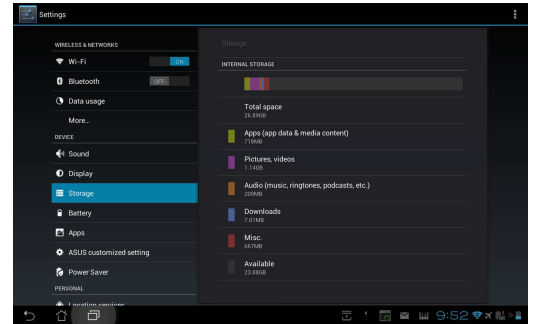 Settings
WIRELESS & NETWORKS
Wi-Fi ON
Bluetooth OFF
Data usage
More...
DEVICE
Sound
Display
Storage
Battery
Apps
ASUS customized setting
Power Saver
PERSONAL
Location services
Storage
INTERNAL STORAGE
Total space
26.89GB
Apps (app data & media content)
718MB
Pictures, videos
1.14GB
Audio (music, ringtones, podcasts, etc.)
209MB
Downloads
7.01MB
Misc.
667MB
Available
23.88GB
9:52